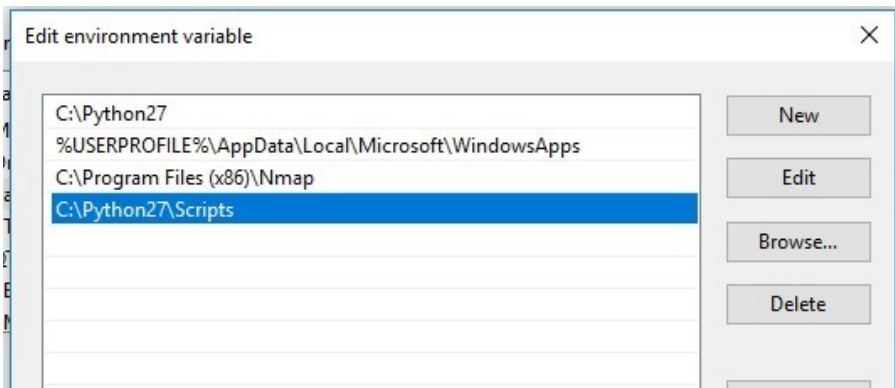 Edit environment variable
C:\Python27
%USERPROFILE%\AppData\Local\Microsoft\WindowsApps
C:\Program Files (x86)\Nmap
C:\Python27\Scripts
New
Edit
Browse...
Delete